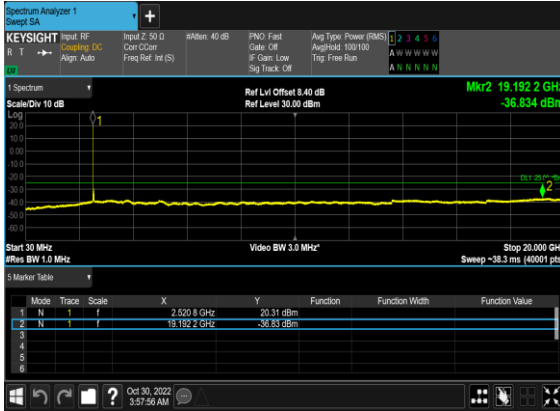 Spectrum Analyzer 1
Swept SA
+
KEYSIGHT
R T
Input: RF
Coupling: DC
Align: Auto
Input Z: 50 Ω
Corr CCorr
Freq Ref: Int (S)
#Atten: 40 dB
PNO: Fast
Gate: Off
IF Gain: Low
Sig Track: Off
Avg Type: Power (RMS)
Avg|Hold: 100/100
Trig: Free Run
1 2 3 4 5 6
A W W W W W
A N N N N N
1 Spectrum
Scale/Div 10 dB
Ref Lvl Offset 8.40 dB
Ref Level 30.00 dBm
Mkr2 19.192 2 GHz
-36.834 dBm
Log
20.0
10.0
0.00
-10.0
-20.0
-30.0
-40.0
-50.0
-60.0
1
2
Start 30 MHz
#Res BW 1.0 MHz
Video BW 3.0 MHz*
Stop 20.000 GH
Sweep ~38.3 ms (40001 pts
5 Marker Table
Mode Trace Scale X Y Function Function Width Function Value
1 N 1 f 2.520 8 GHz 20.31 dBm
2 N 1 f 19.192 2 GHz -36.83 dBm
3
4
5
6
?
Oct 30, 2022
3:57:56 AM